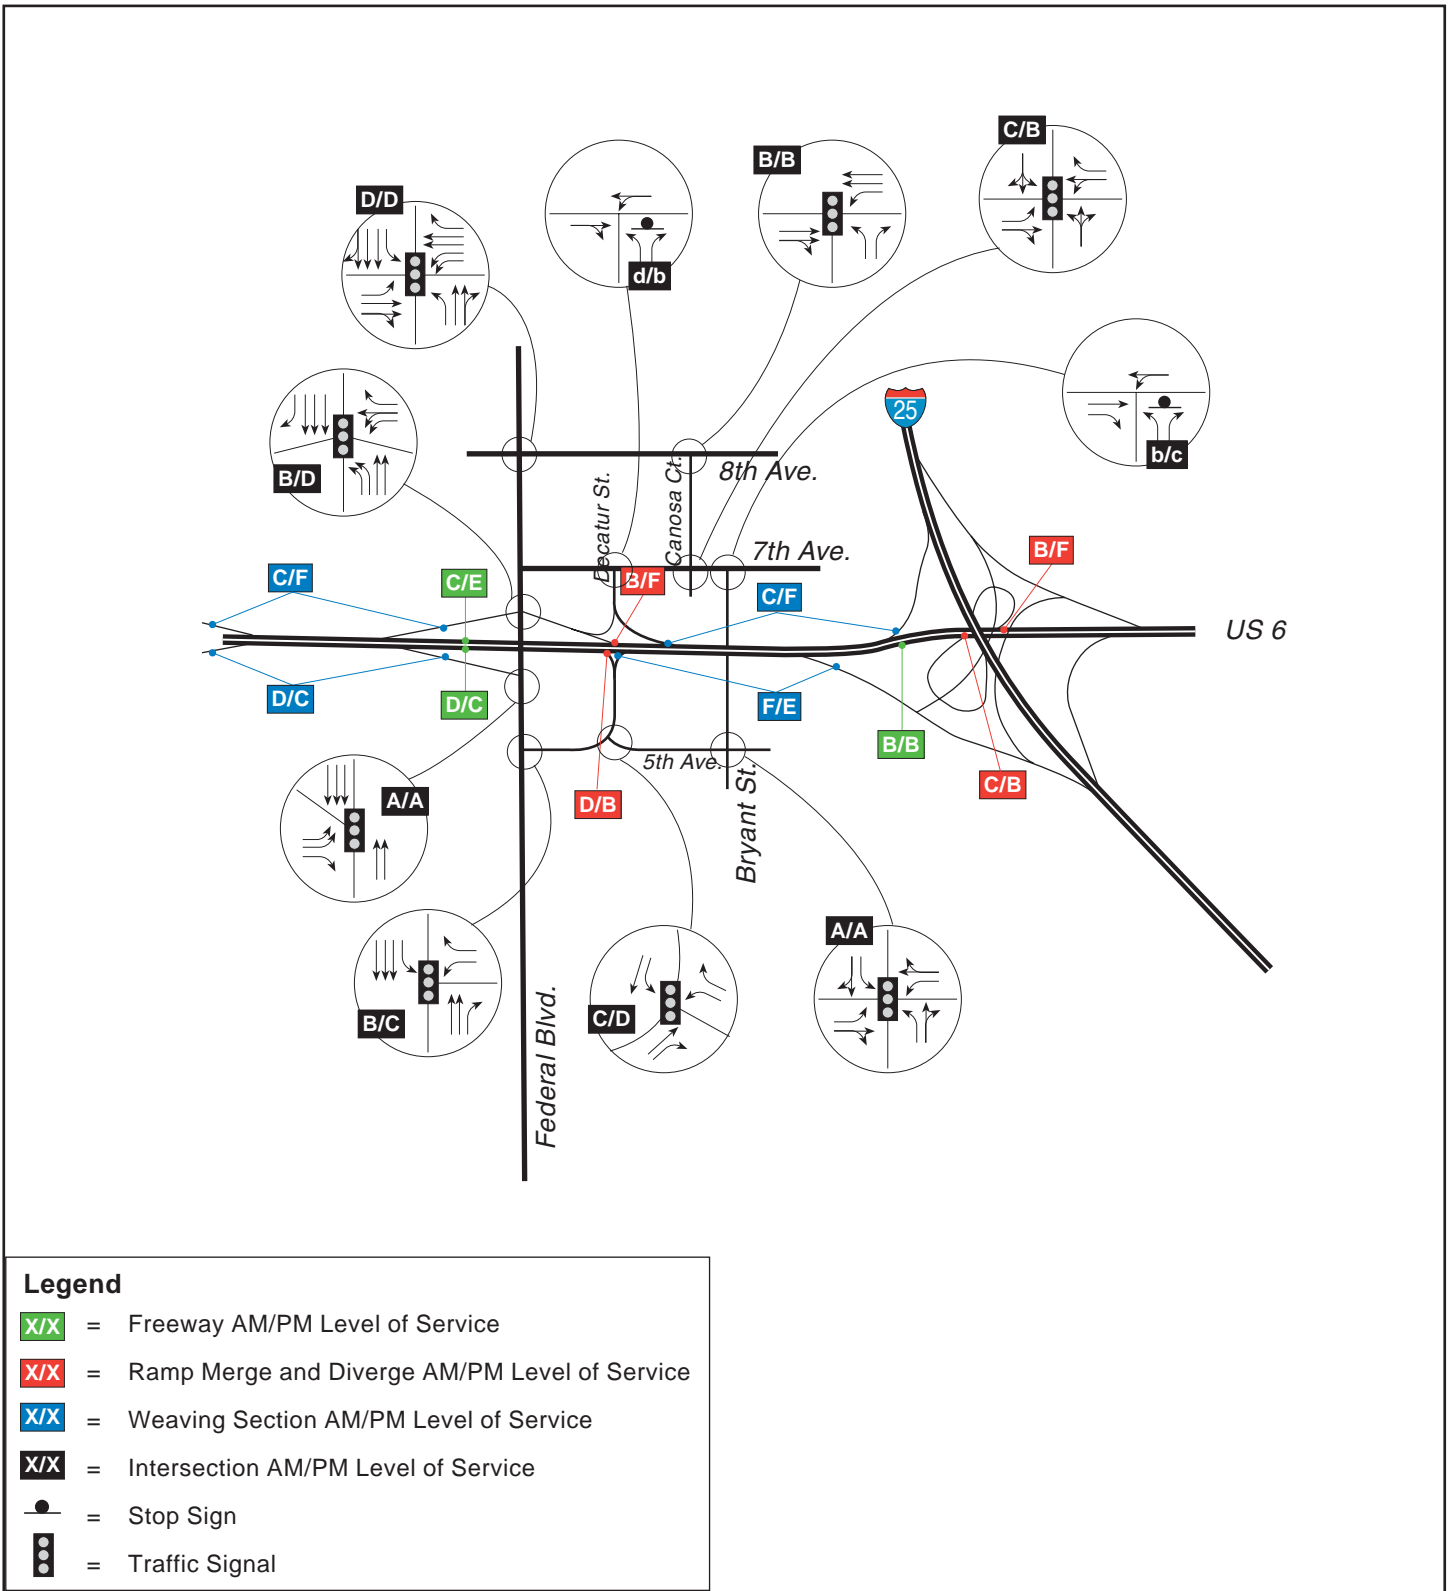 C/B
B/B
D/D
d/b
25
b/c
8th Ave.
B/D
Decatur St.
Canosa Ct.
7th Ave.
B/F
C/F
C/E
B/F
C/F
US 6
D/C
D/C
F/E
B/B
5th Ave.
C/B
A/A
D/B
Bryant St.
A/A
B/C
C/D
Federal Blvd.
Legend
X/X = Freeway AM/PM Level of Service
X/X = Ramp Merge and Diverge AM/PM Level of Service
X/X = Weaving Section AM/PM Level of Service
X/X = Intersection AM/PM Level of Service
= Stop Sign
= Traffic Signal